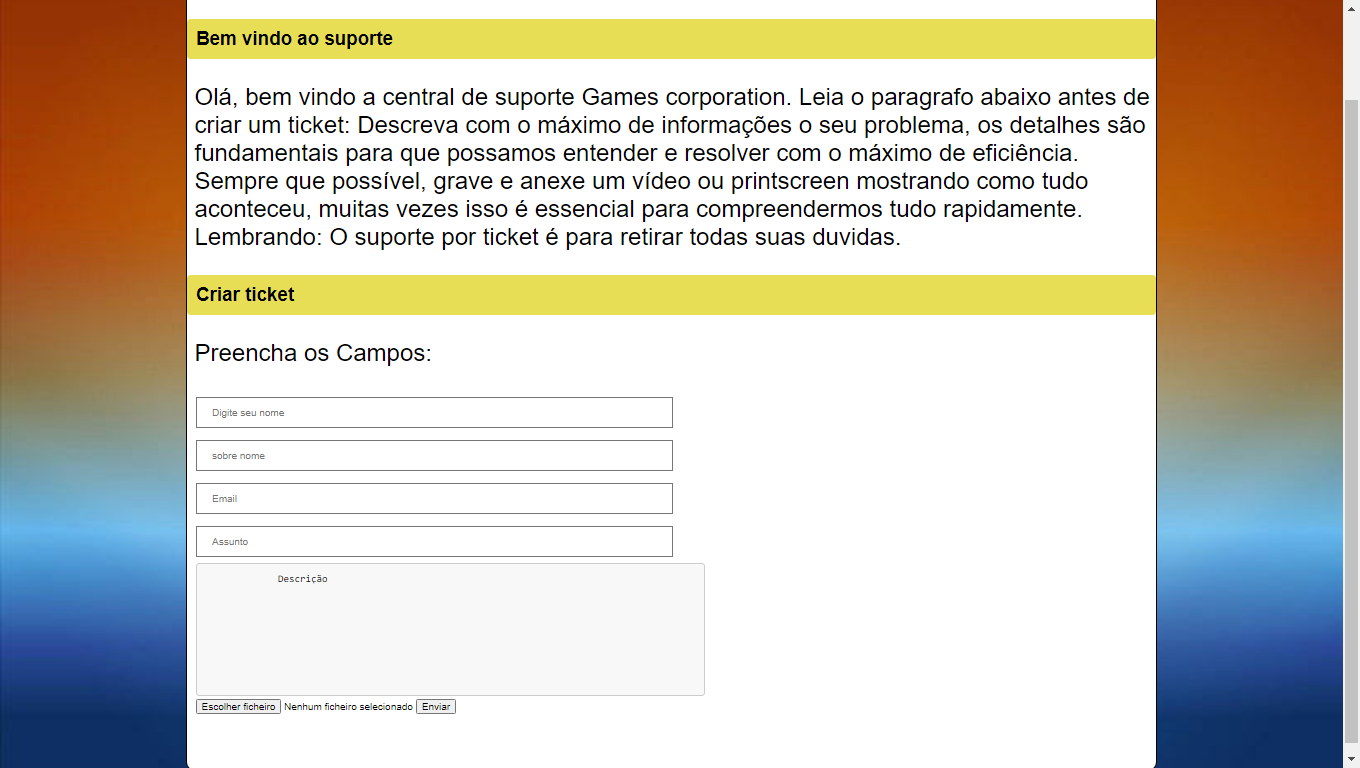 Bem vindo ao suporte
Olá, bem vindo a central de suporte Games corporation. Leia o paragrafo abaixo antes de
criar um ticket: Descreva com o máximo de informações o seu problema, os detalhes são
fundamentais para que possamos entender e resolver com o máximo de eficiência.
Sempre que possível, grave e anexe um vídeo ou printscreen mostrando como tudo
aconteceu, muitas vezes isso é essencial para compreendermos tudo rapidamente.
Lembrando: O suporte por ticket é para retirar todas suas duvidas.
Criar ticket
Preencha os Campos:
Digite seu nome
sobre nome
Email
Assunto
Descrição
Escolher ficheiro Nenhum ficheiro selecionado Enviar